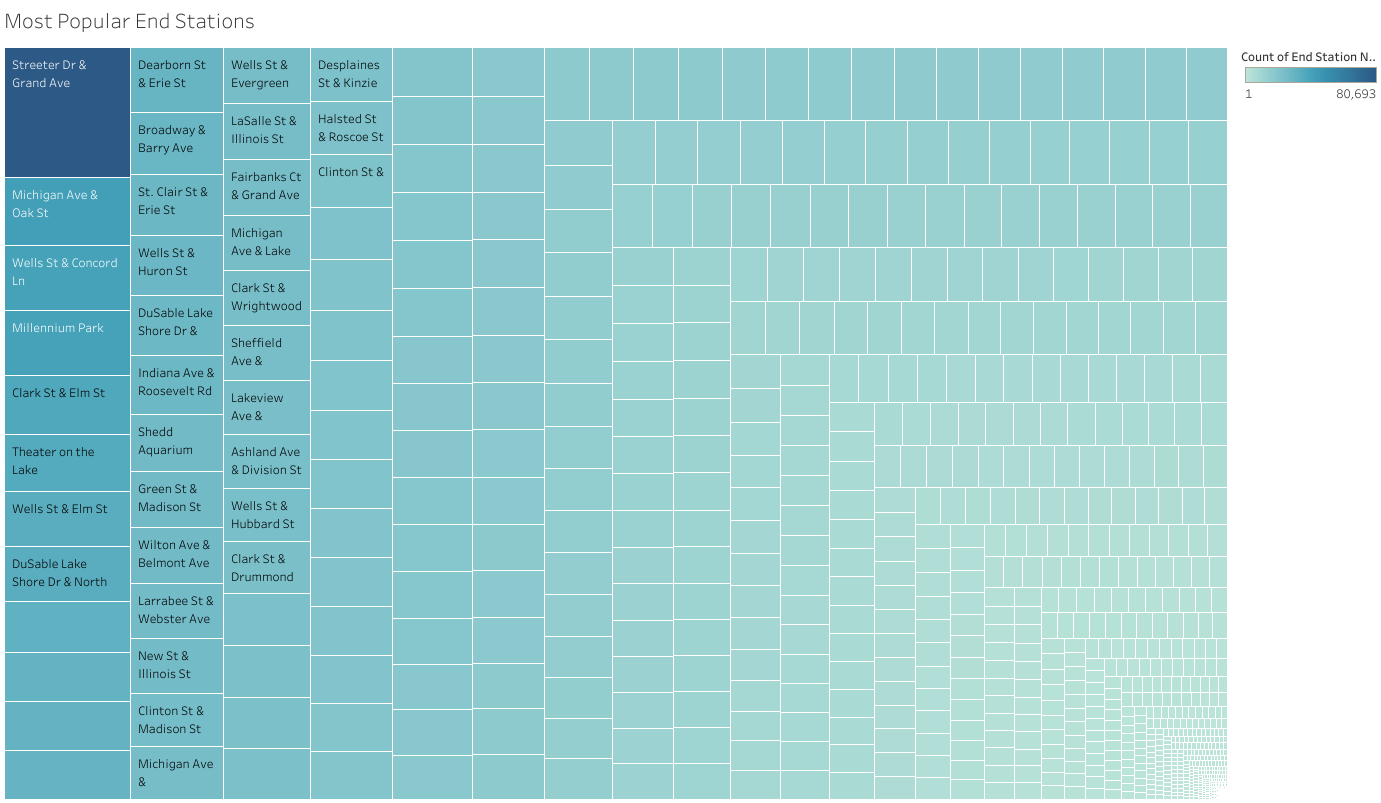 Most Popular End Stations
Streeter Dr &
Grand Ave
Michigan Ave &
Oak St
Wells St & Concord
Ln
Millennium Park
Clark St & Elm St
Theater on the
Lake
Wells St & Elm St
DuSable Lake
Shore Dr & North
Dearborn St
& Erie St
Broadway &
Barry Ave
St. Clair St &
Erie St
Wells St &
Huron St
DuSable Lake
Shore Dr &
Indiana Ave &
Roosevelt Rd
Shedd
Aquarium
Green St &
Madison St
Wilton Ave &
Belmont Ave
Larrabee St &
Webster Ave
New St &
Illinois St
Clinton St &
Madison St
Michigan Ave
&
Wells St &
Evergreen
LaSalle St &
Illinois St
Fairbanks Ct
& Grand Ave
Michigan
Ave & Lake
Clark St &
Wrightwood
Sheffield
Ave &
Lakeview
Ave &
Ashland Ave
& Division St
Wells St &
Hubbard St
Clark St &
Drummond
Desplaines
St & Kinzie
Halsted St
& Roscoe St
Clinton St &
Count of End Station N..
1 80,693